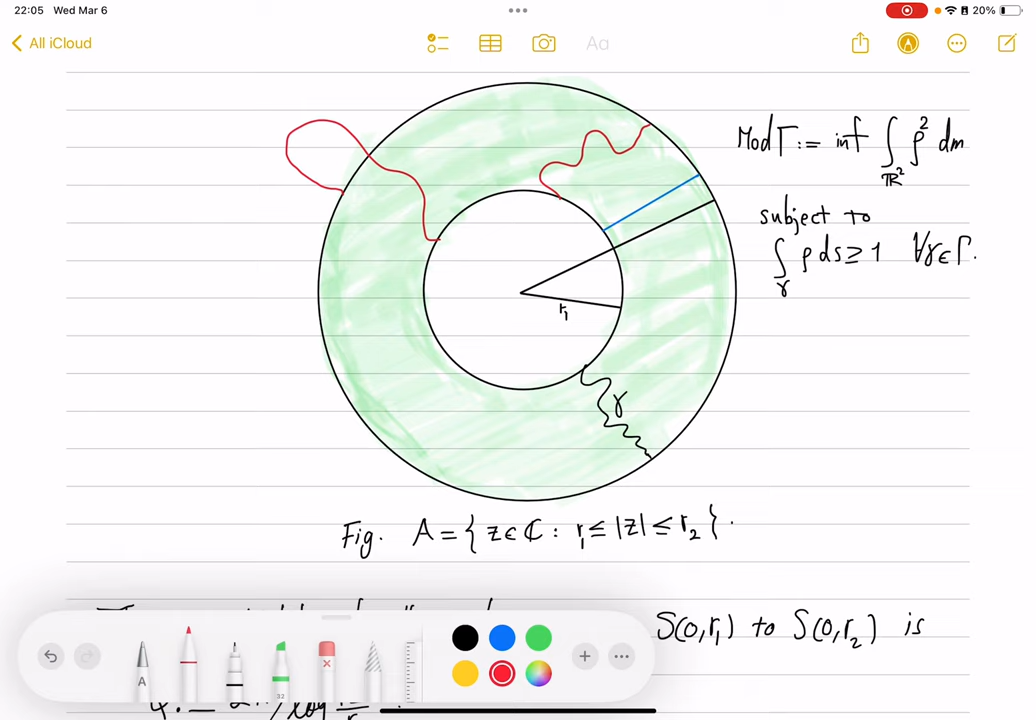 22:05 Wed Mar 6
20%
All iCloud
Aa
Mod Γ := inf ∫ ρ² dm
ℝ²
subject to
∫ ρ ds ≥ 1 ∀γ ∈ Γ.
γ
r₁
γ
Fig. A = { z ∈ ℂ : r₁ ≤ |z| ≤ r₂ }.
S(0,r₁) to S(0,r₂) is
A
32